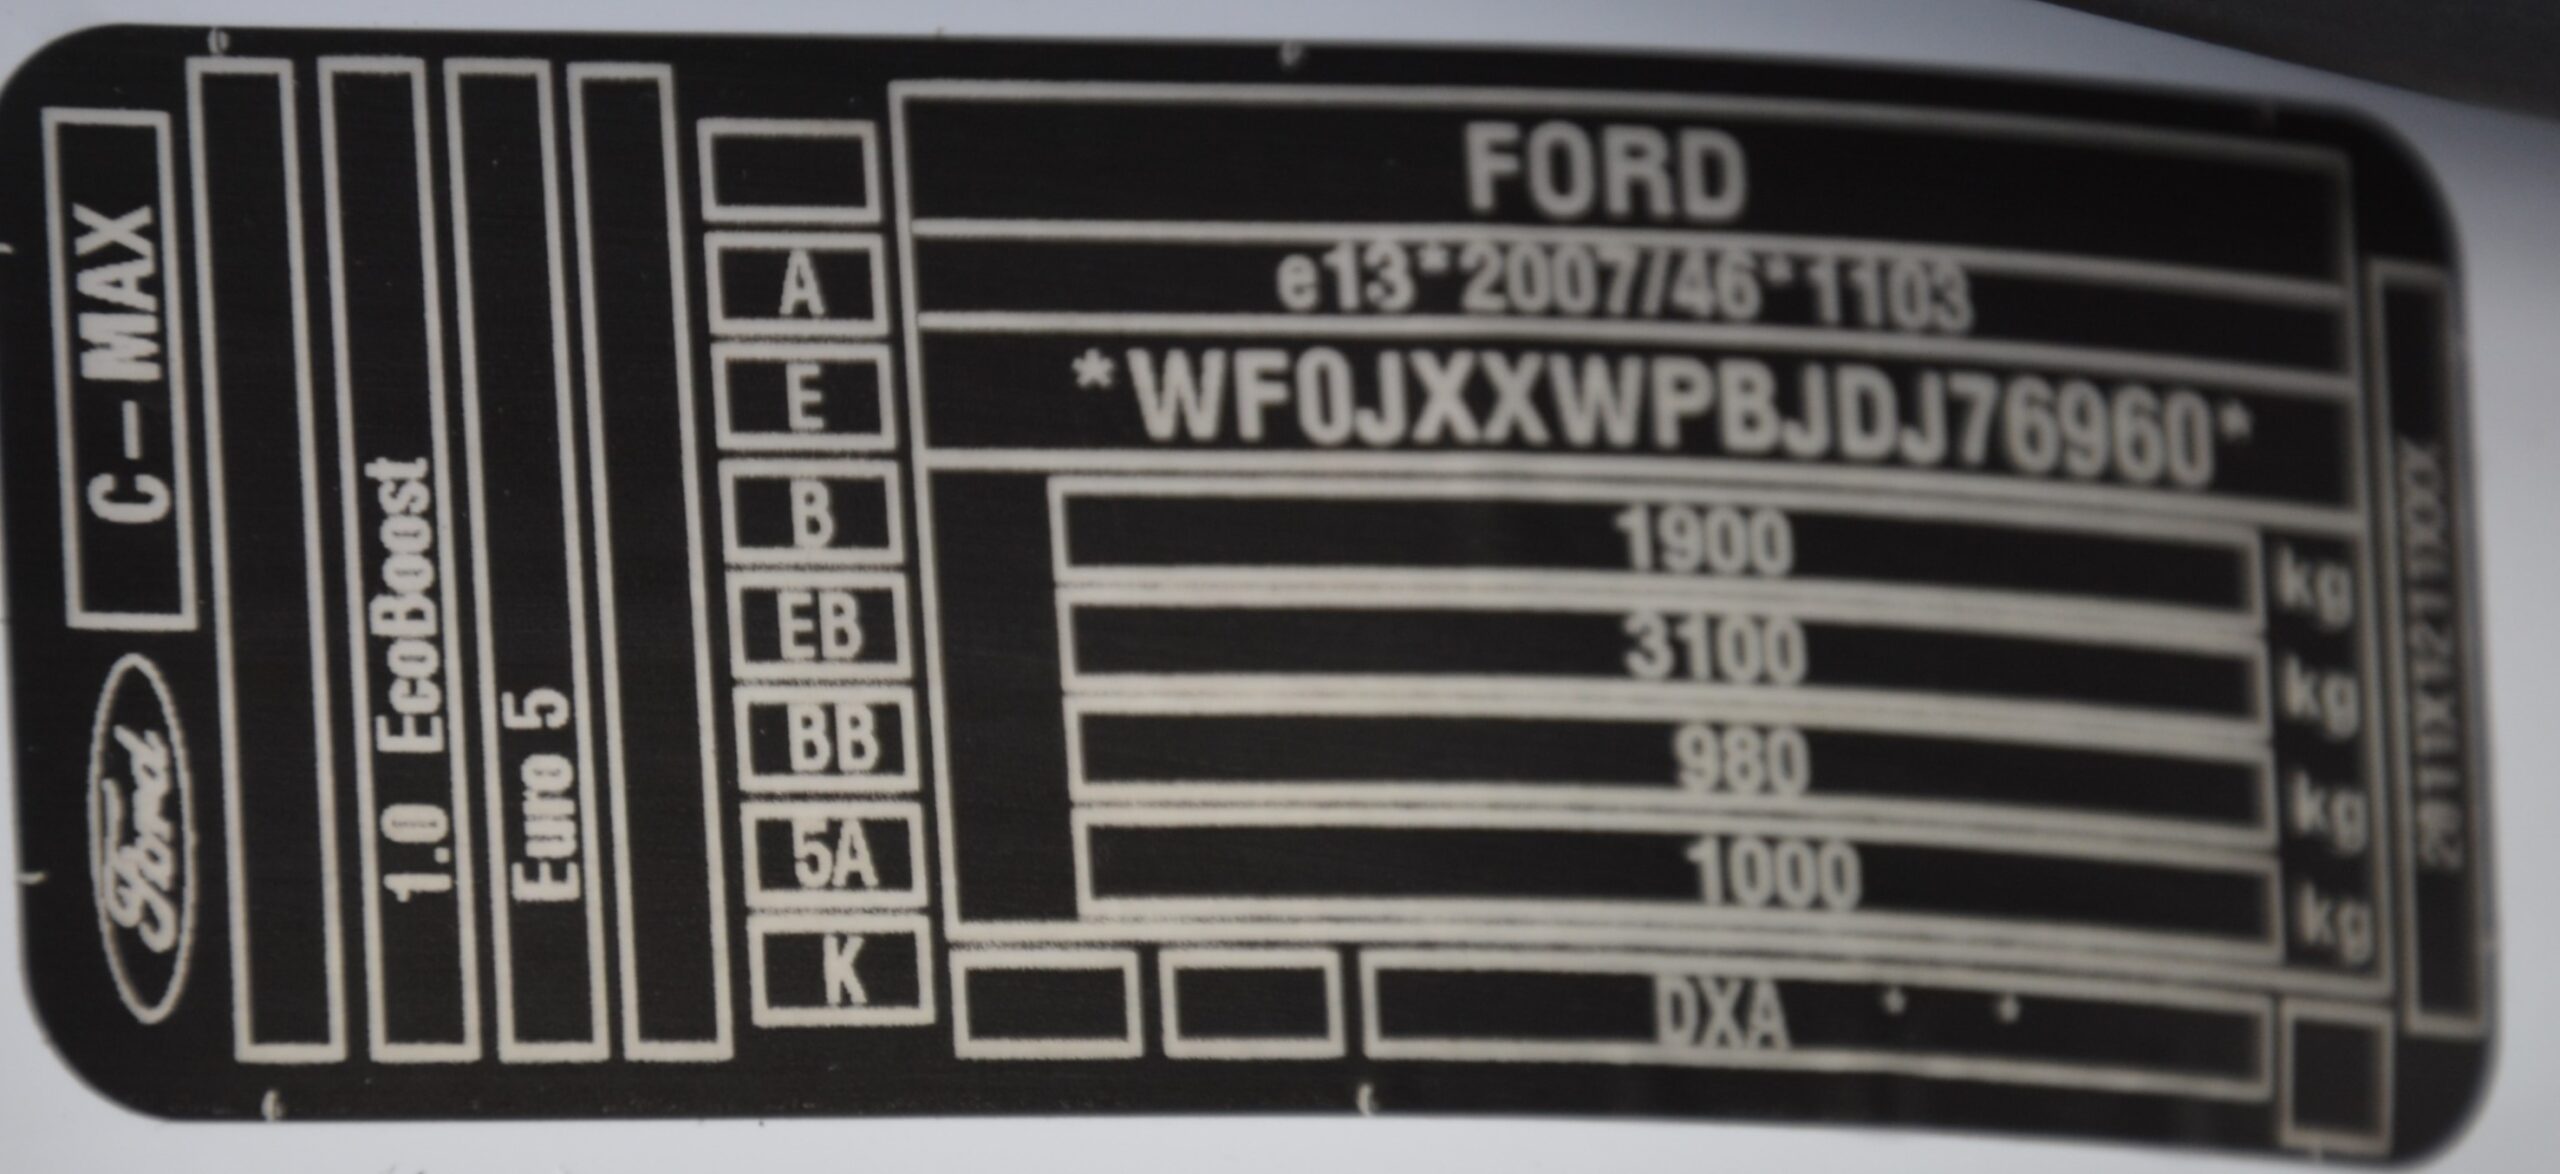 Ford C-MAX
1.0 EcoBoost
Euro 5
A
E
B
EB
BB
5A
K
FORD
e13*2007/46*1103
*WF0JXXWPBJDJ76960*
1900 kg
3100 kg
980 kg
1000 kg
DXA * *